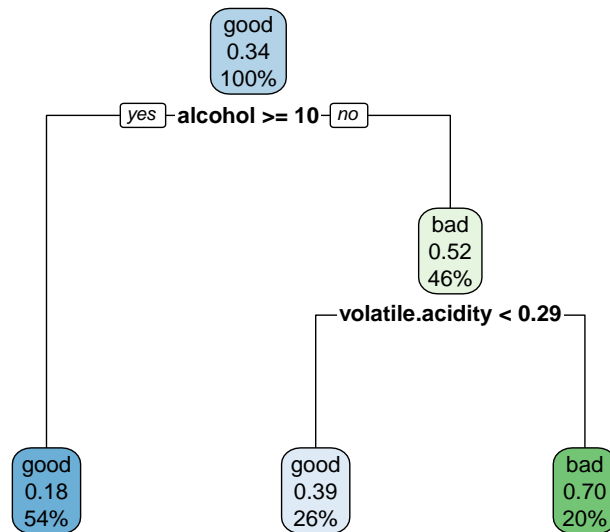 good
0.34
100%
yes alcohol >= 10 no
bad
0.52
46%
volatile.acidity < 0.29
good
0.18
54%
good
0.39
26%
bad
0.70
20%